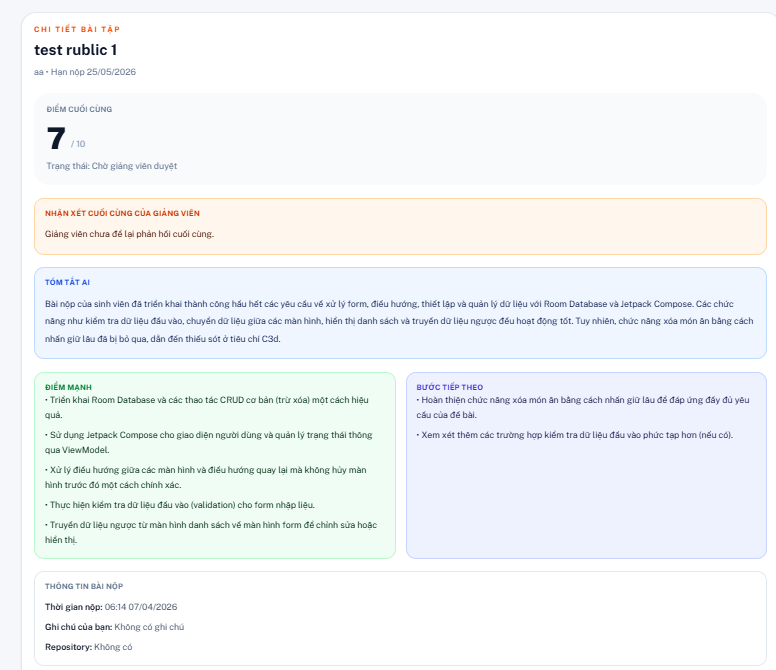 CHI TIẾT BÀI TẬP
test rublic 1
aa • Hạn nộp 25/05/2026
ĐIỂM CUỐI CÙNG
7 / 10
Trạng thái: Chờ giảng viên duyệt
NHẬN XÉT CUỐI CÙNG CỦA GIẢNG VIÊN
Giảng viên chưa để lại phản hồi cuối cùng.
TÓM TẮT AI
Bài nộp của sinh viên đã triển khai thành công hầu hết các yêu cầu về xử lý form, điều hướng, thiết lập và quản lý dữ liệu với Room Database và Jetpack Compose. Các chức
năng như kiểm tra dữ liệu đầu vào, chuyển dữ liệu giữa các màn hình, hiển thị danh sách và truyền dữ liệu ngược đều hoạt động tốt. Tuy nhiên, chức năng xóa món ăn bằng cách
nhấn giữ lâu đã bị bỏ qua, dẫn đến thiếu sót ở tiêu chí C3d.
ĐIỂM MẠNH
• Triển khai Room Database và các thao tác CRUD cơ bản (trừ xóa) một cách hiệu
quả.
• Sử dụng Jetpack Compose cho giao diện người dùng và quản lý trạng thái thông
qua ViewModel.
• Xử lý điều hướng giữa các màn hình và điều hướng quay lại mà không hủy màn
hình trước đó một cách chính xác.
• Thực hiện kiểm tra dữ liệu đầu vào (validation) cho form nhập liệu.
• Truyền dữ liệu ngược từ màn hình danh sách về màn hình form để chỉnh sửa hoặc
hiển thị.
BƯỚC TIẾP THEO
• Hoàn thiện chức năng xóa món ăn bằng cách nhấn giữ lâu để đáp ứng đầy đủ yêu
cầu của đề bài.
• Xem xét thêm các trường hợp kiểm tra dữ liệu đầu vào phức tạp hơn (nếu có).
THÔNG TIN BÀI NỘP
Thời gian nộp: 06:14 07/04/2026
Ghi chú của bạn: Không có ghi chú
Repository: Không có